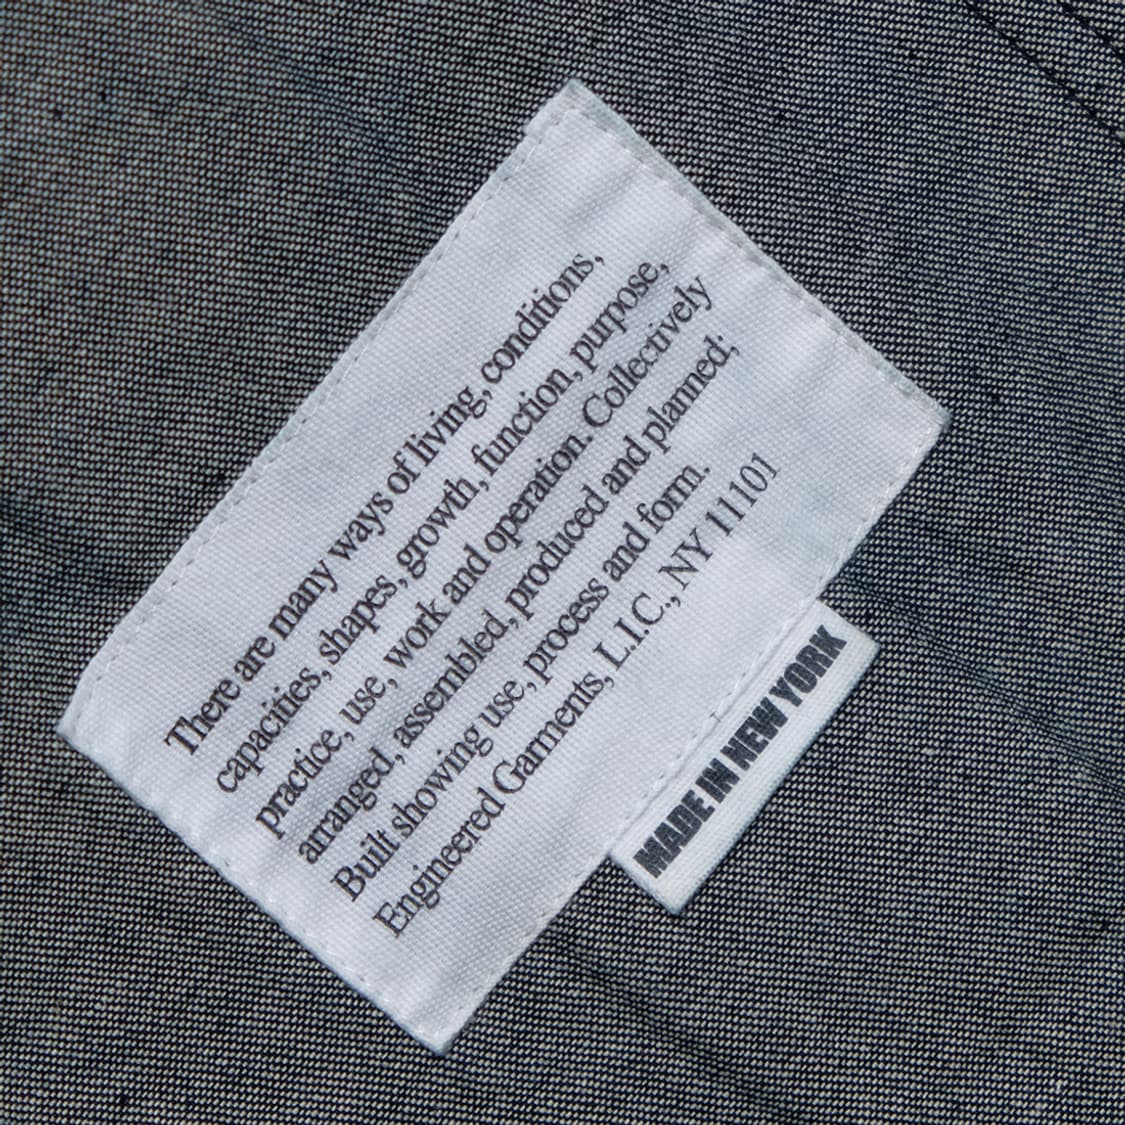 There are many ways of living, conditions,
capacities, shapes, growth, function, purpose,
practice, use, work and operation. Collectively
arranged, assembled, produced and planned;
Built showing use, process and form.
Engineered Garments, L.I.C., NY 11101
MADE IN NEW YORK